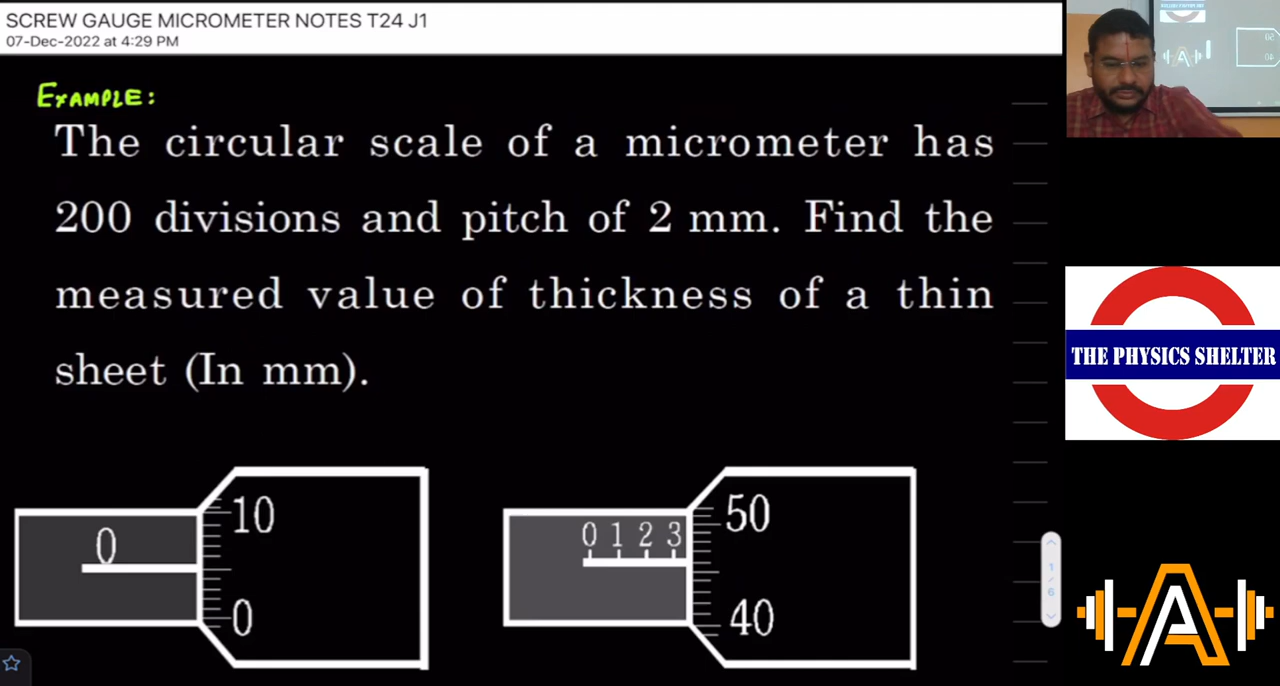 SCREW GAUGE MICROMETER NOTES T24 J1
07-Dec-2022 at 4:29 PM
EXAMPLE:
The circular scale of a micrometer has
200 divisions and pitch of 2 mm. Find the
measured value of thickness of a thin
sheet (In mm).
0
10
0
0 1 2 3
50
40
1
/
6
THE PHYSICS SHELTER
A